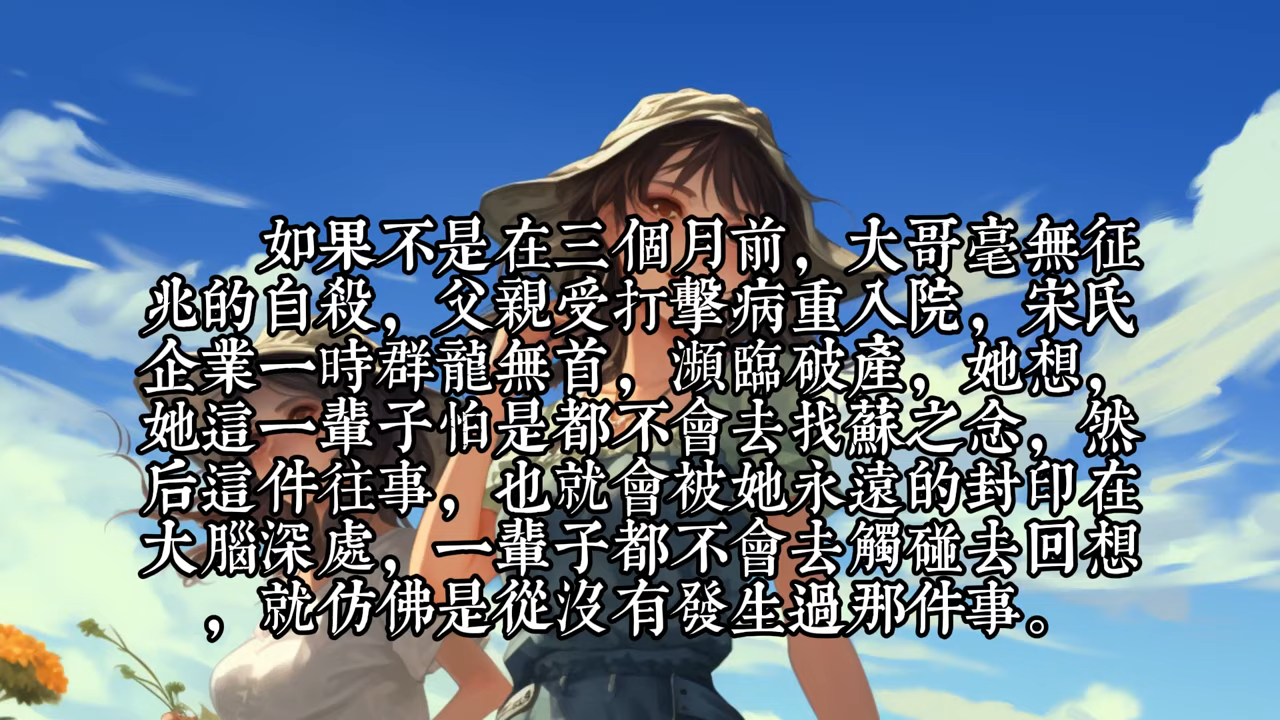 如果不是在三個月前，大哥毫無征
兆的自殺，父親受打擊病重入院，宋氏
企業一時群龍無首，瀕臨破產，她想，
她這一輩子怕是都不會去找蘇之念，然
后這件往事，也就會被她永遠的封印在
大腦深處，一輩子都不會去觸碰去回想
，就仿佛是從沒有發生過那件事。